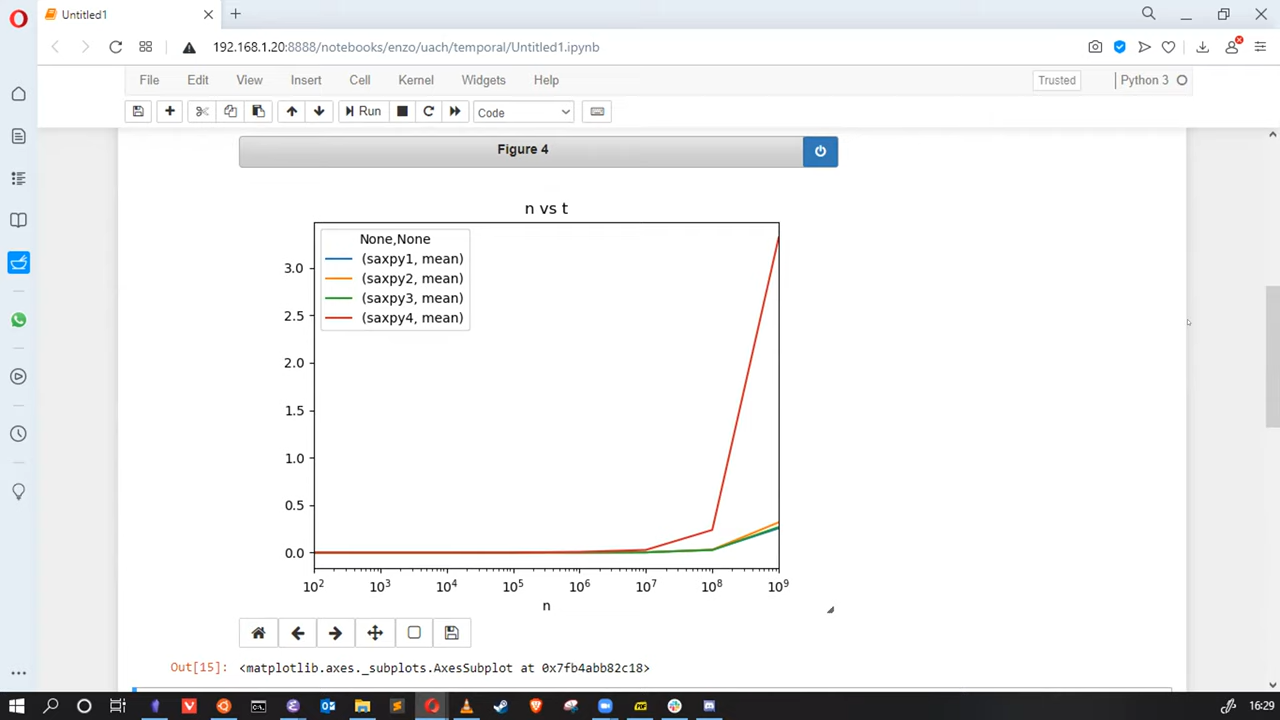 Untitled1
192.168.1.20:8888/notebooks/enzo/uach/temporal/Untitled1.ipynb
File Edit View Insert Cell Kernel Widgets Help Trusted Python 3
Run Code
Figure 4
n vs t
None,None
(saxpy1, mean)
(saxpy2, mean)
(saxpy3, mean)
(saxpy4, mean)
3.0
2.5
2.0
1.5
1.0
0.5
0.0
10² 10³ 10⁴ 10⁵ 10⁶ 10⁷ 10⁸ 10⁹
n
Out[15]: <matplotlib.axes._subplots.AxesSubplot at 0x7fb4abb82c18>
16:29